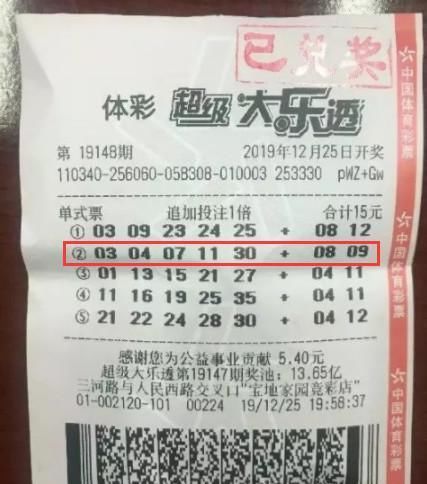 已兑奖
体彩 超级大乐透
第 19148期 2019年12月25日开奖
110340-256060-058308-010003 253330 pWZ+Gw
单式票 追加投注1倍 合计15元
① 03 09 23 24 25 + 08 12
② 03 04 07 11 30 + 08 09
③ 01 13 15 21 27 + 04 11
④ 11 16 19 25 35 + 04 11
⑤ 21 22 24 28 30 + 04 12
感谢您为公益事业贡献 5.40元
超级大乐透第19147期奖池: 13.65亿
三河路与人民西路交叉口"宝地家园竞彩店"
01-002120-101 00224 19/12/25 19:58:37
中国体育彩票
中国体育彩票
中国体育彩票